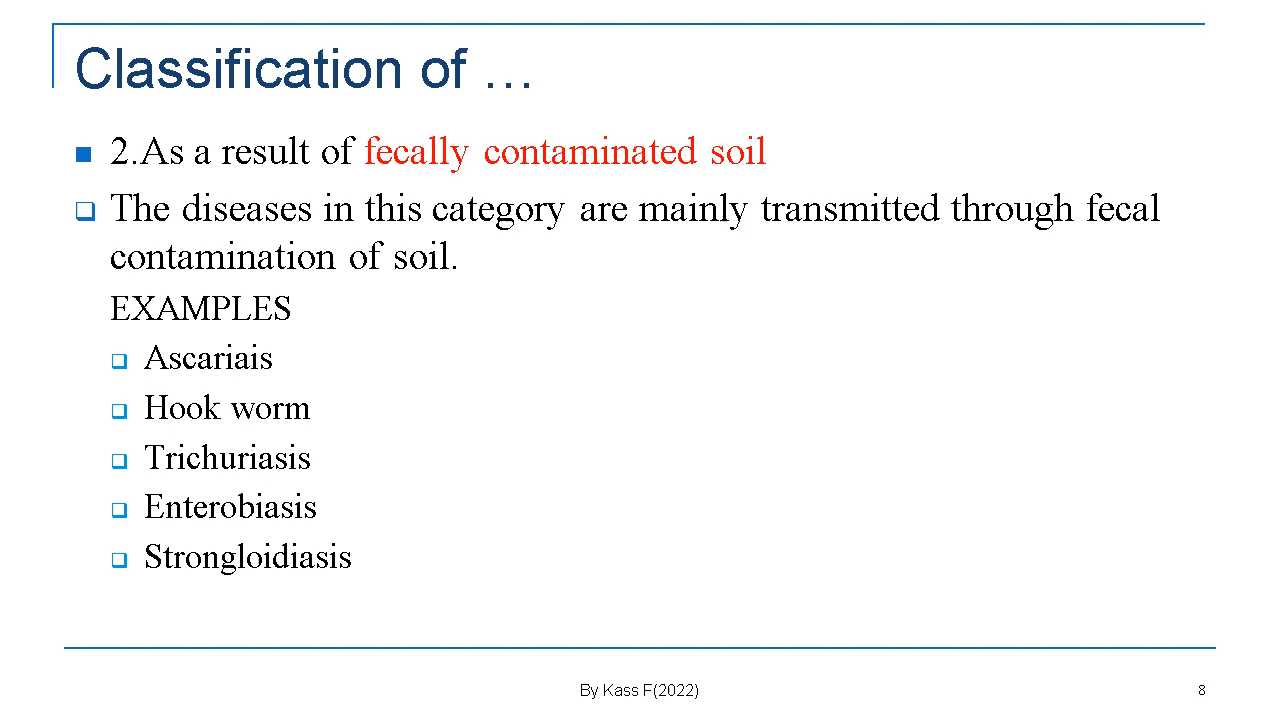 Classification of …
2.As a result of fecally contaminated soil
The diseases in this category are mainly transmitted through fecal
contamination of soil.
EXAMPLES
Ascariais
Hook worm
Trichuriasis
Enterobiasis
Strongloidiasis
By Kass F(2022)
8